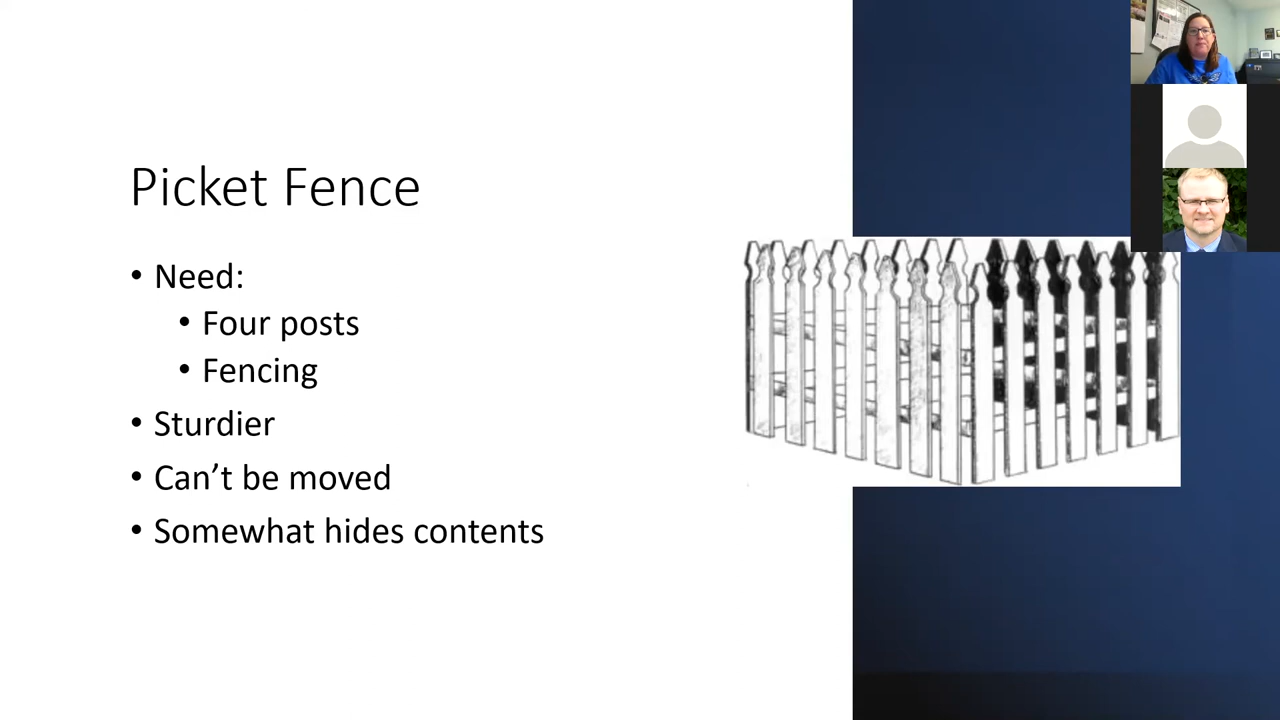 Picket Fence
• Need:
• Four posts
• Fencing
• Sturdier
• Can’t be moved
• Somewhat hides contents